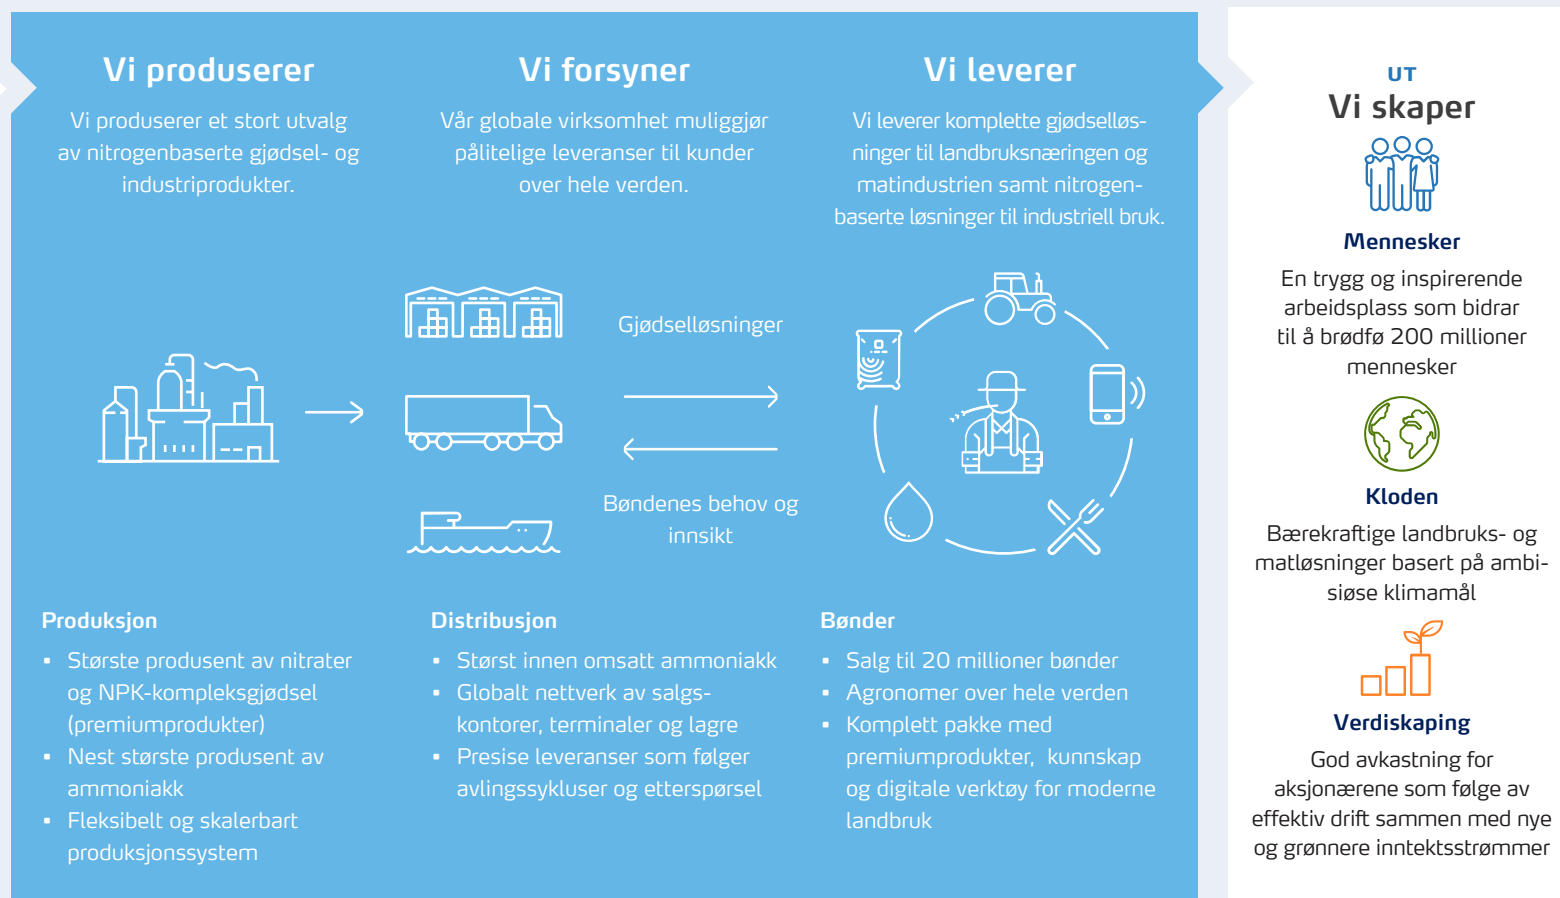 Vi produserer
Vi produserer et stort utvalg
av nitrogenbaserte gjødsel- og
industriprodukter.
Vi forsyner
Vår globale virksomhet muliggjør
pålitelige leveranser til kunder
over hele verden.
Vi leverer
Vi leverer komplette gjødselløs-
ninger til landbruksnæringen og
matindustrien samt nitrogen-
baserte løsninger til industriell bruk.
Gjødselløsninger
Bøndenes behov og
innsikt
Produksjon
▪ Største produsent av nitrater
og NPK-kompleksgjødsel
(premiumprodukter)
▪ Nest største produsent av
ammoniakk
▪ Fleksibelt og skalerbart
produksjonssystem
Distribusjon
▪ Størst innen omsatt ammoniakk
▪ Globalt nettverk av salgs-
kontorer, terminaler og lagre
▪ Presise leveranser som følger
avlingssykluser og etterspørsel
Bønder
▪ Salg til 20 millioner bønder
▪ Agronomer over hele verden
▪ Komplett pakke med
premiumprodukter, kunnskap
og digitale verktøy for moderne
landbruk
UT
Vi skaper
Mennesker
En trygg og inspirerende
arbeidsplass som bidrar
til å brødfø 200 millioner
mennesker
Kloden
Bærekraftige landbruks- og
matløsninger basert på ambi-
siøse klimamål
Verdiskaping
God avkastning for
aksjonærene som følge av
effektiv drift sammen med nye
og grønnere inntektsstrømmer